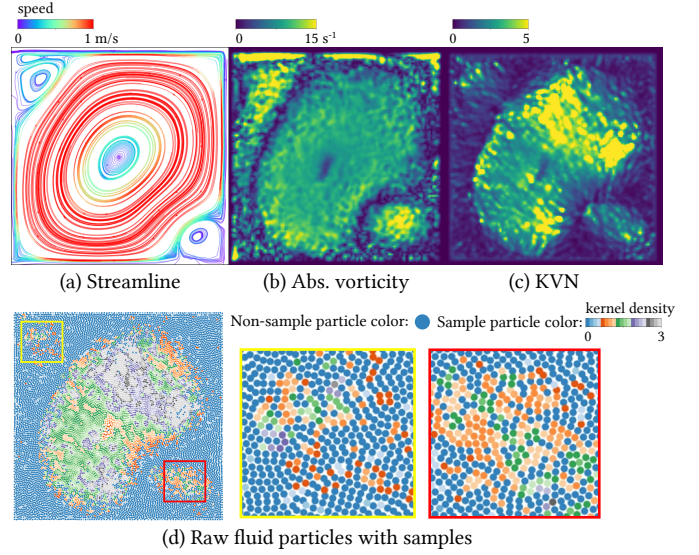 speed
0 1 m/s
0 15 s⁻¹
0 5
(a) Streamline
(b) Abs. vorticity
(c) KVN
Non-sample particle color:
Sample particle color:
kernel density
0 3
(d) Raw fluid particles with samples